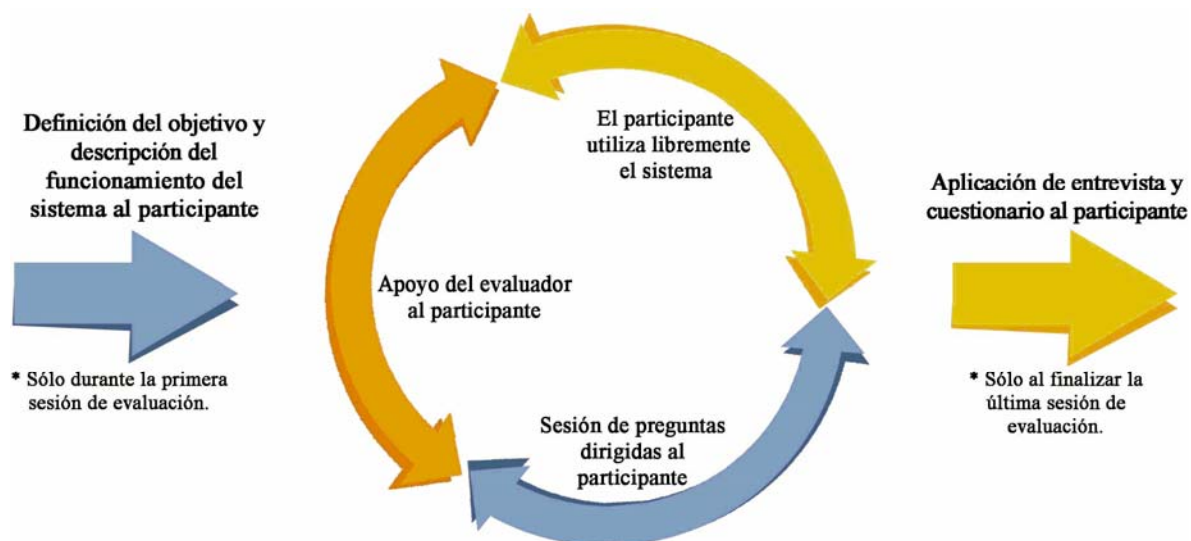 Definición del objetivo y
descripción del
funcionamiento del
sistema al participante
* Sólo durante la primera
sesión de evaluación.
El participante
utiliza libremente
el sistema
Apoyo del evaluador
al participante
Sesión de preguntas
dirigidas al
participante
Aplicación de entrevista y
cuestionario al participante
* Sólo al finalizar la
última sesión de
evaluación.